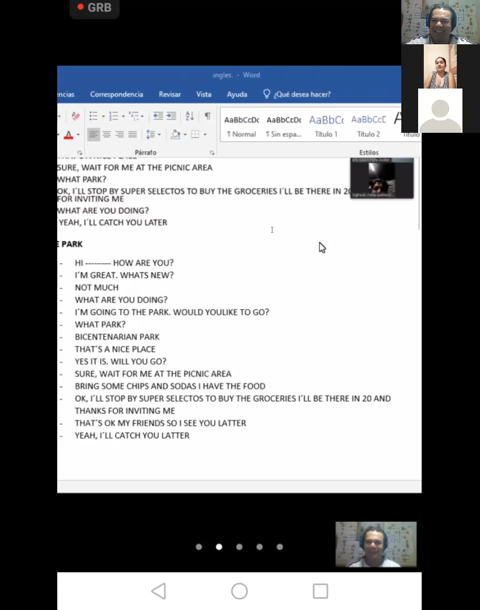 GRB
ingles. - Word
encias Correspondencia Revisar Vista Ayuda ¿Qué desea hacer?
AaBbCcDc AaBbCcDc AaBbCc AaBbCcD
¶ Normal ¶ Sin espa... Título 1 Título 2 Título
Párrafo Estilos
SURE, WAIT FOR ME AT THE PICNIC AREA
WHAT PARK?
OK, I´LL STOP BY SUPER SELECTOS TO BUY THE GROCERIES I´LL BE THERE IN 20
FOR INVITING ME
WHAT ARE YOU DOING?
YEAH, I´LL CATCH YOU LATER
E PARK
- HI --------- HOW ARE YOU?
- I´M GREAT. WHATS NEW?
- NOT MUCH
- WHAT ARE YOU DOING?
- I´M GOING TO THE PARK. WOULD YOULIKE TO GO?
- WHAT PARK?
- BICENTENARIAN PARK
- THAT´S A NICE PLACE
- YES IT IS. WILL YOU GO?
- SURE, WAIT FOR ME AT THE PICNIC AREA
- BRING SOME CHIPS AND SODAS I HAVE THE FOOD
- OK, I´LL STOP BY SUPER SELECTOS TO BUY THE GROCERIES I´LL BE THERE IN 20 AND
THANKS FOR INVITING ME
- THAT´S OK MY FRIENDS SO I SEE YOU LATTER
- YEAH, I´LL CATCH YOU LATTER